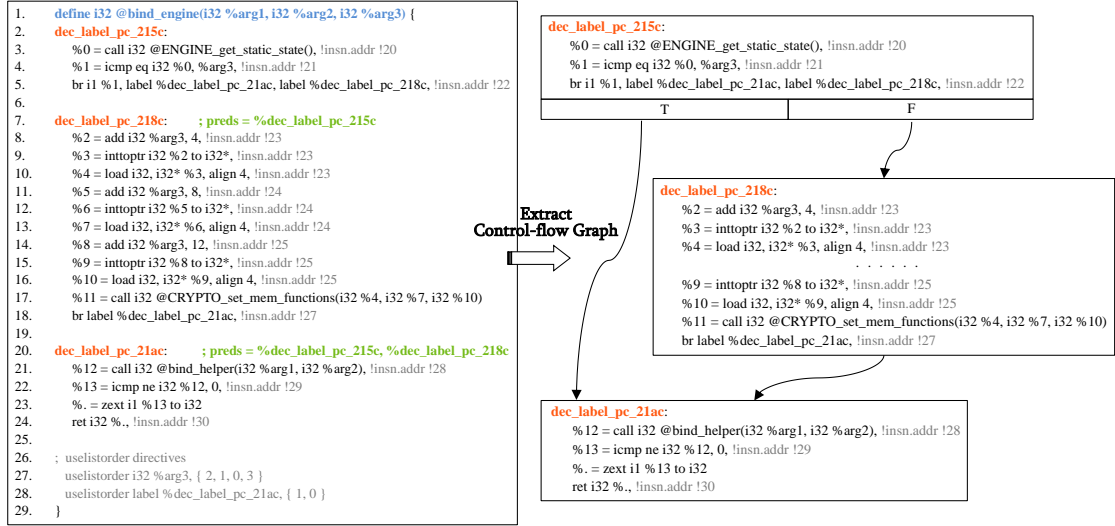 1. define i32 @bind_engine(i32 %arg1, i32 %arg2, i32 %arg3) {
2. dec_label_pc_215c:
3. %0 = call i32 @ENGINE_get_static_state(), !insn.addr !20
4. %1 = icmp eq i32 %0, %arg3, !insn.addr !21
5. br i1 %1, label %dec_label_pc_21ac, label %dec_label_pc_218c, !insn.addr !22
6.
7. dec_label_pc_218c: ; preds = %dec_label_pc_215c
8. %2 = add i32 %arg3, 4, !insn.addr !23
9. %3 = inttoptr i32 %2 to i32*, !insn.addr !23
10. %4 = load i32, i32* %3, align 4, !insn.addr !23
11. %5 = add i32 %arg3, 8, !insn.addr !24
12. %6 = inttoptr i32 %5 to i32*, !insn.addr !24
13. %7 = load i32, i32* %6, align 4, !insn.addr !24
14. %8 = add i32 %arg3, 12, !insn.addr !25
15. %9 = inttoptr i32 %8 to i32*, !insn.addr !25
16. %10 = load i32, i32* %9, align 4, !insn.addr !25
17. %11 = call i32 @CRYPTO_set_mem_functions(i32 %4, i32 %7, i32 %10)
18. br label %dec_label_pc_21ac, !insn.addr !27
19.
20. dec_label_pc_21ac: ; preds = %dec_label_pc_215c, %dec_label_pc_218c
21. %12 = call i32 @bind_helper(i32 %arg1, i32 %arg2), !insn.addr !28
22. %13 = icmp ne i32 %12, 0, !insn.addr !29
23. %. = zext i1 %13 to i32
24. ret i32 %., !insn.addr !30
25.
26. ; uselistorder directives
27. uselistorder i32 %arg3, { 2, 1, 0, 3 }
28. uselistorder label %dec_label_pc_21ac, { 1, 0 }
29. }
Extract
Control-flow Graph
dec_label_pc_215c:
%0 = call i32 @ENGINE_get_static_state(), !insn.addr !20
%1 = icmp eq i32 %0, %arg3, !insn.addr !21
br i1 %1, label %dec_label_pc_21ac, label %dec_label_pc_218c, !insn.addr !22
T F
dec_label_pc_218c:
%2 = add i32 %arg3, 4, !insn.addr !23
%3 = inttoptr i32 %2 to i32*, !insn.addr !23
%4 = load i32, i32* %3, align 4, !insn.addr !23
. . . . . .
%9 = inttoptr i32 %8 to i32*, !insn.addr !25
%10 = load i32, i32* %9, align 4, !insn.addr !25
%11 = call i32 @CRYPTO_set_mem_functions(i32 %4, i32 %7, i32 %10)
br label %dec_label_pc_21ac, !insn.addr !27
dec_label_pc_21ac:
%12 = call i32 @bind_helper(i32 %arg1, i32 %arg2), !insn.addr !28
%13 = icmp ne i32 %12, 0, !insn.addr !29
%. = zext i1 %13 to i32
ret i32 %., !insn.addr !30